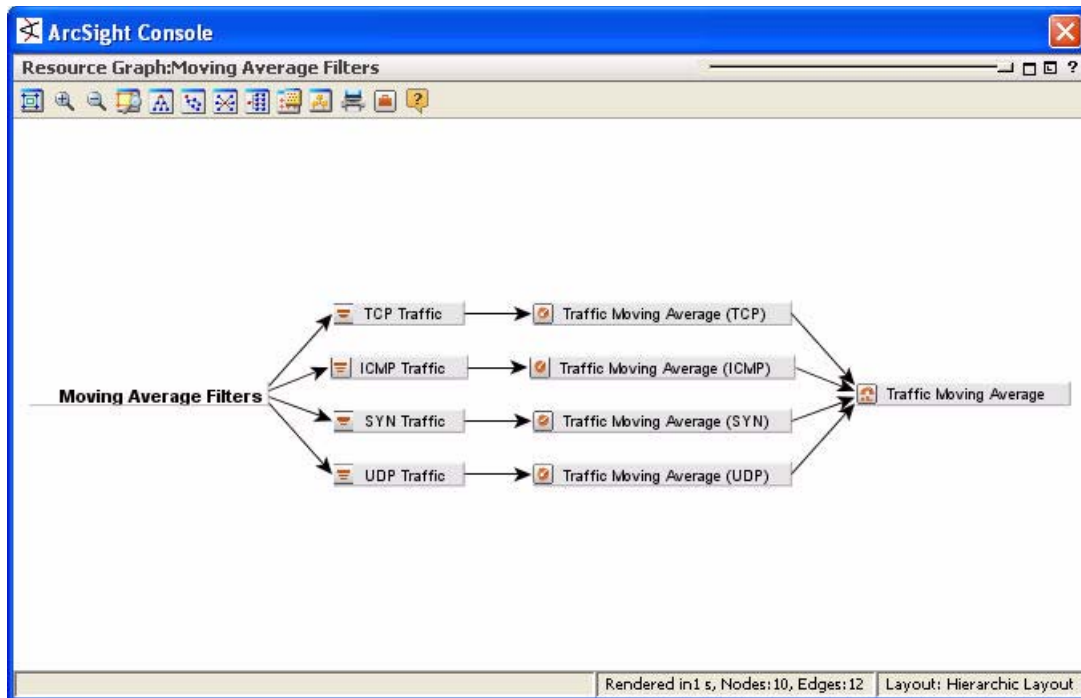 ArcSight Console
Resource Graph:Moving Average Filters
TCP Traffic
Traffic Moving Average (TCP)
ICMP Traffic
Traffic Moving Average (ICMP)
Moving Average Filters
Traffic Moving Average
SYN Traffic
Traffic Moving Average (SYN)
UDP Traffic
Traffic Moving Average (UDP)
Rendered in1 s, Nodes:10, Edges:12
Layout: Hierarchic Layout